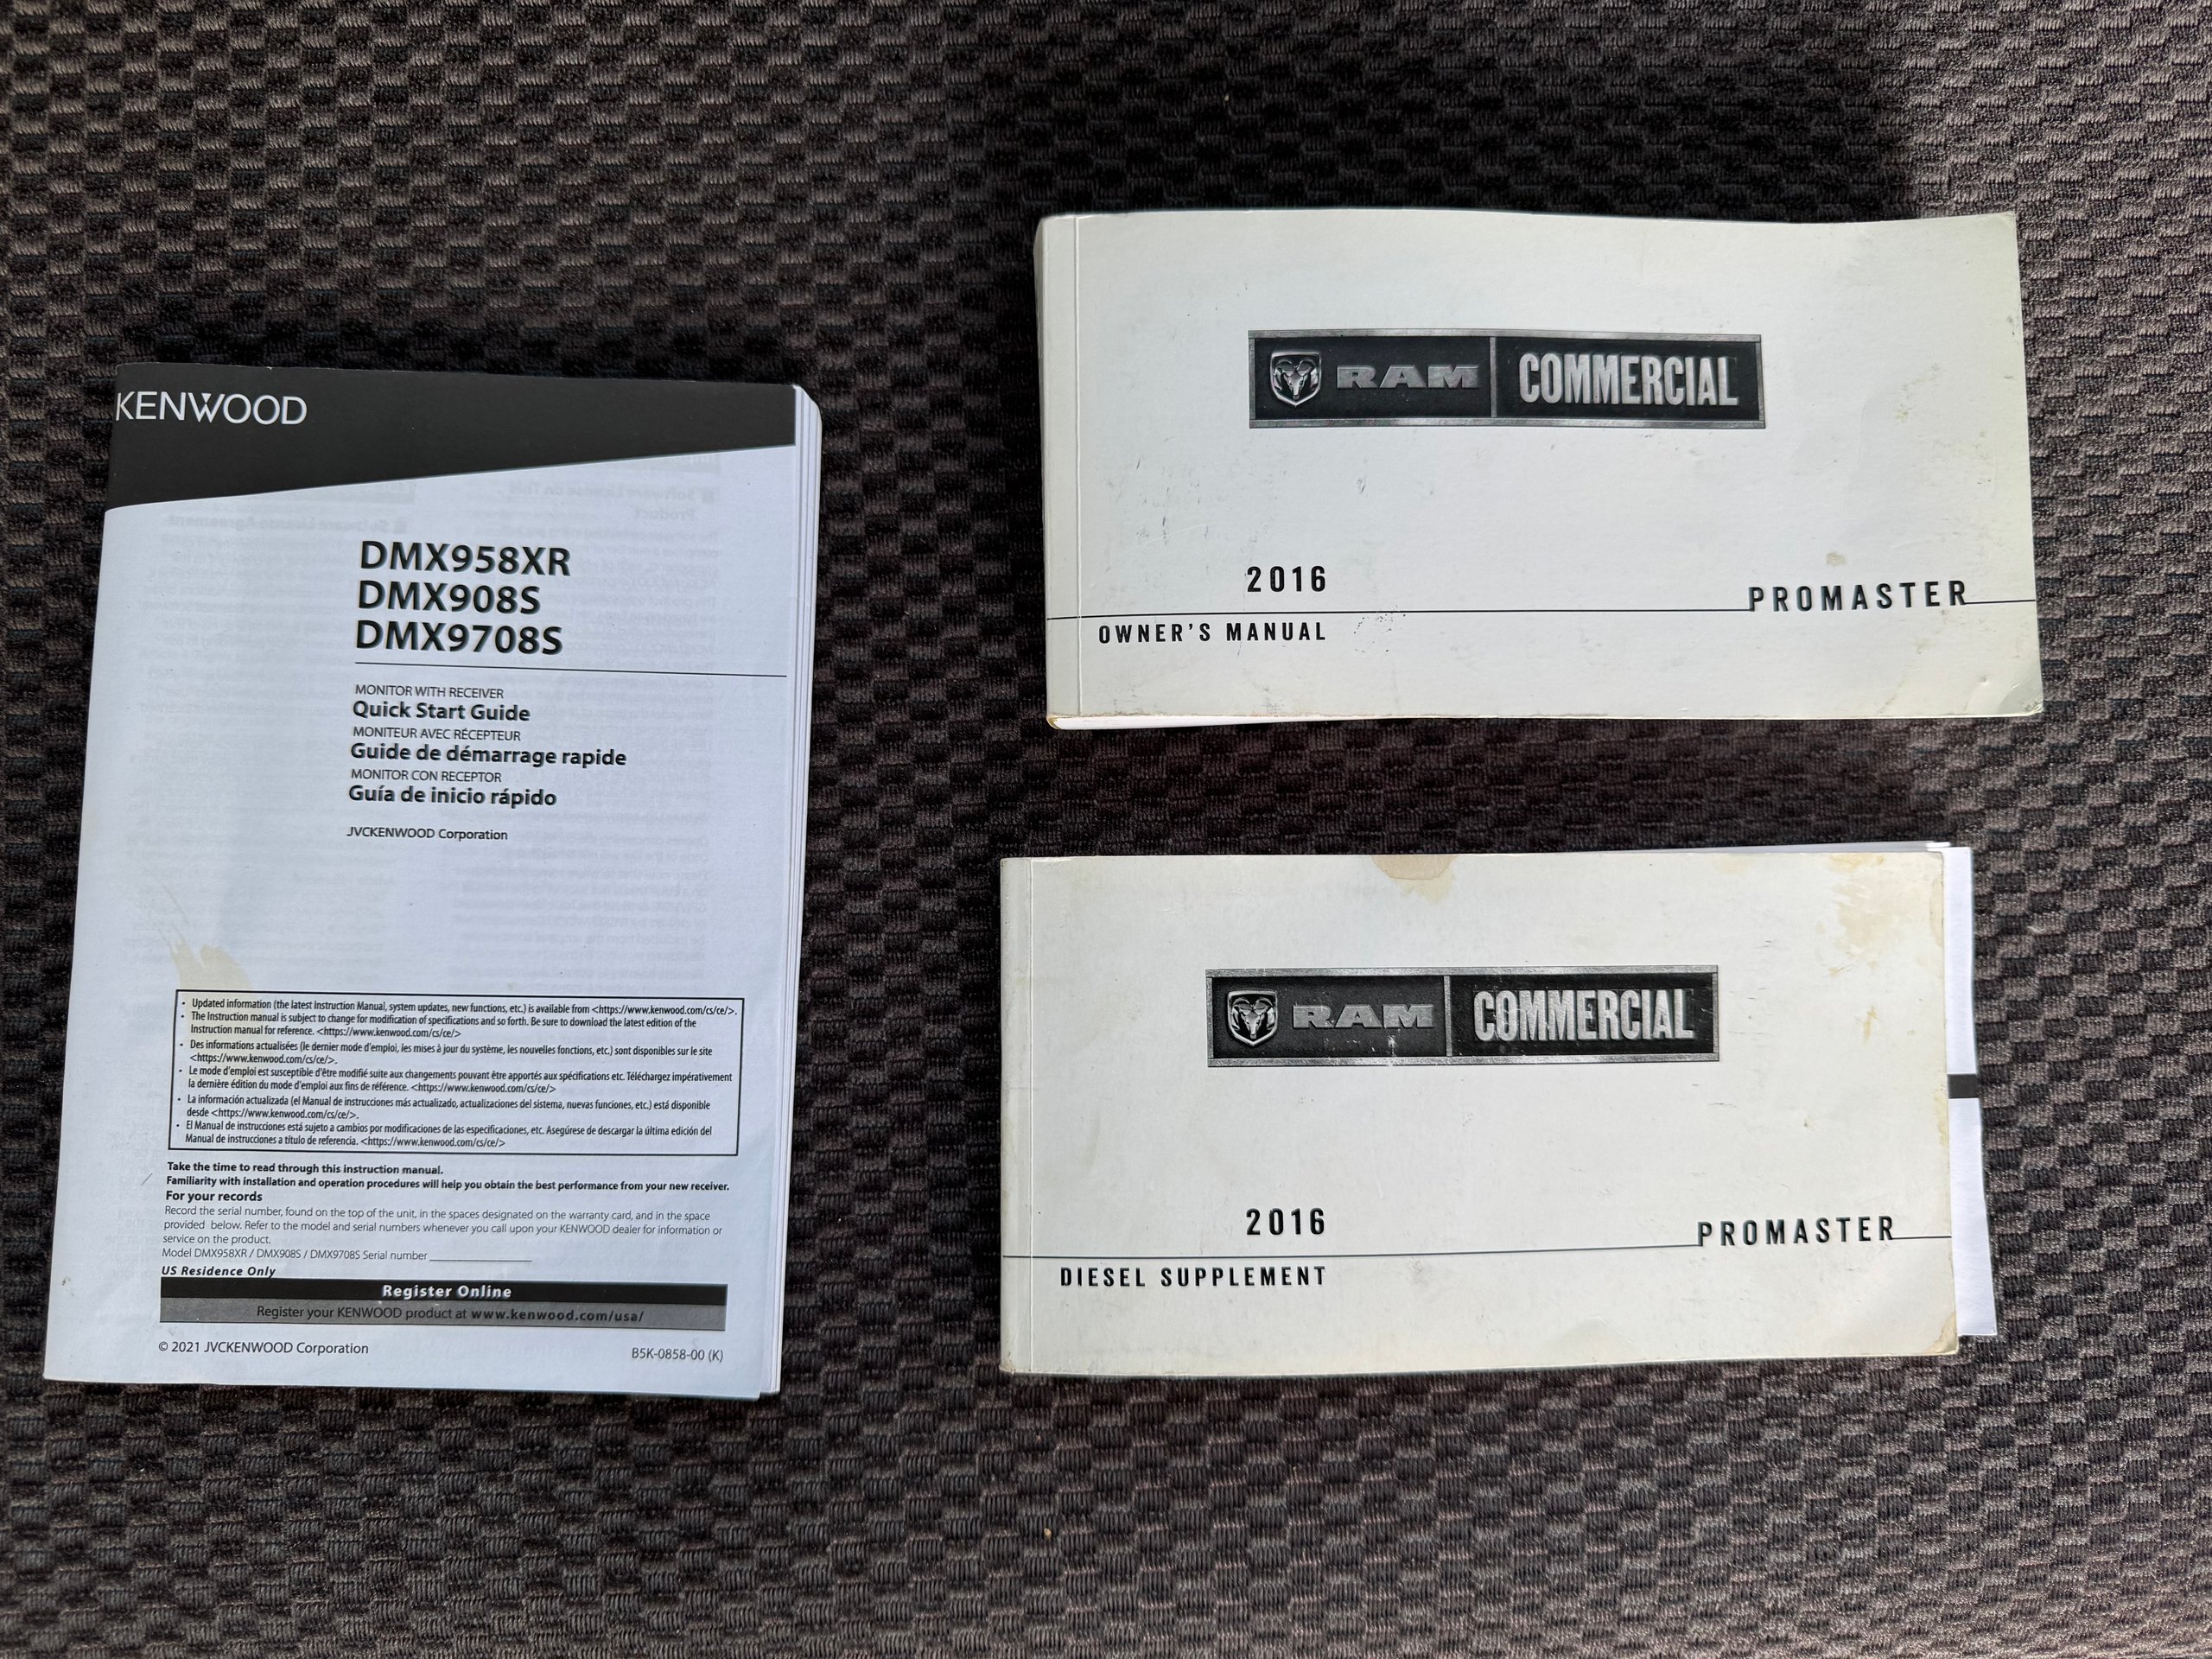 KENWOOD
DMX958XR
DMX908S
DMX9708S
MONITOR WITH RECEIVER
Quick Start Guide
MONITEUR AVEC RÉCEPTEUR
Guide de démarrage rapide
MONITOR CON RECEPTOR
Guía de inicio rápido
JVCKENWOOD Corporation
• Updated information (the latest Instruction Manual, system updates, new functions, etc.) is available from <https://www.kenwood.com/cs/ce/>.
• The Instruction manual is subject to change for modification of specifications and so forth. Be sure to download the latest edition of the
Instruction manual for reference. <https://www.kenwood.com/cs/ce/>
• Des informations actualisées (le dernier mode d'emploi, les mises à jour du système, les nouvelles fonctions, etc.) sont disponibles sur le site
<https://www.kenwood.com/cs/ce/>.
• Le mode d'emploi est susceptible d'être modifié suite aux changements pouvant être apportés aux spécifications etc. Téléchargez impérativement
la dernière édition du mode d'emploi aux fins de référence. <https://www.kenwood.com/cs/ce/>
• La información actualizada (el Manual de instrucciones más actualizado, actualizaciones del sistema, nuevas funciones, etc.) está disponible
desde <https://www.kenwood.com/cs/ce/>.
• El Manual de instrucciones está sujeto a cambios por modificaciones de las especificaciones, etc. Asegúrese de descargar la última edición del
Manual de instrucciones a título de referencia. <https://www.kenwood.com/cs/ce/>
Take the time to read through this instruction manual.
Familiarity with installation and operation procedures will help you obtain the best performance from your new receiver.
For your records
Record the serial number, found on the top of the unit, in the spaces designated on the warranty card, and in the space
provided below. Refer to the model and serial numbers whenever you call upon your KENWOOD dealer for information or
service on the product.
Model DMX958XR / DMX908S / DMX9708S Serial number
US Residence Only
Register Online
Register your KENWOOD product at www.kenwood.com/usa/
© 2021 JVCKENWOOD Corporation
B5K-0858-00 (K)
RAM COMMERCIAL
2016
PROMASTER
OWNER'S MANUAL
RAM COMMERCIAL
2016
PROMASTER
DIESEL SUPPLEMENT